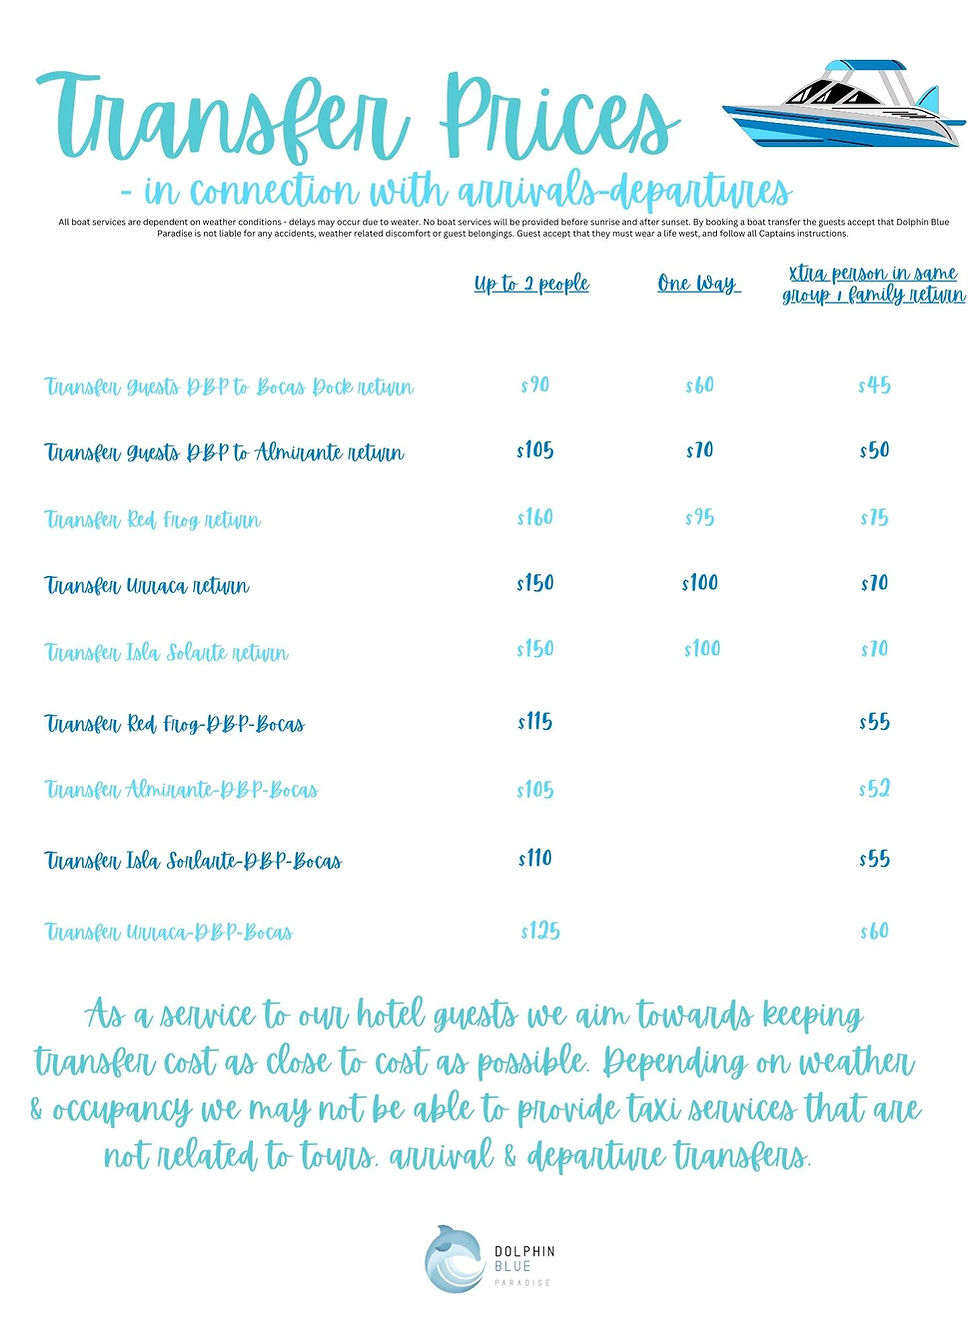 Transfer Prices
- in connection with arrivals-departures
All boat services are dependent on weather conditions - delays may occur due to weater. No boat services will be provided before sunrise and after sunset. By booking a boat transfer the guests accept that Dolphin Blue
Paradise is not liable for any accidents, weather related discomfort or guest belongings. Guest accept that they must wear a life west, and follow all Captains instructions.
Up to 2 people One Way Xtra person in same
group / family return
Transfer guests DBP to Bocas Dock return $90 $60 $45
Transfer guests DBP to Almirante return $105 $70 $50
Transfer Red Frog return $160 $95 $75
Transfer Urraca return $150 $100 $70
Transfer Isla Solarte return $150 $100 $70
Transfer Red Frog-DBP-Bocas $115 $55
Transfer Almirante-DBP-Bocas $105 $52
Transfer Isla Sorlarte-DBP-Bocas $110 $55
Transfer Urraca-DBP-Bocas $125 $60
As a service to our hotel guests we aim towards keeping
transfer cost as close to cost as possible. Depending on weather
& occupancy we may not be able to provide taxi services that are
not related to tours. arrival & departure transfers.
DOLPHIN
BLUE
PARADISE